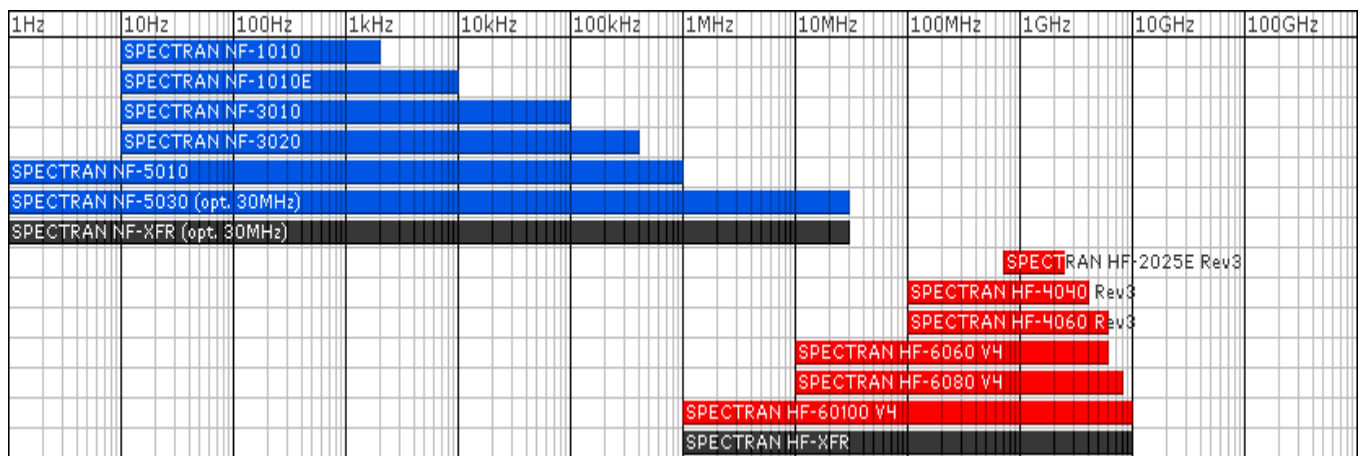 1Hz 10Hz 100Hz 1kHz 10kHz 100kHz 1MHz 10MHz 100MHz 1GHz 10GHz 100GHz
SPECTRAN NF-1010
SPECTRAN NF-1010E
SPECTRAN NF-3010
SPECTRAN NF-3020
SPECTRAN NF-5010
SPECTRAN NF-5030 (opt. 30MHz)
SPECTRAN NF-XFR (opt. 30MHz)
SPECTRAN HF-2025E Rev3
SPECTRAN HF-4040 Rev3
SPECTRAN HF-4060 Rev3
SPECTRAN HF-6060 V4
SPECTRAN HF-6080 V4
SPECTRAN HF-60100 V4
SPECTRAN HF-XFR